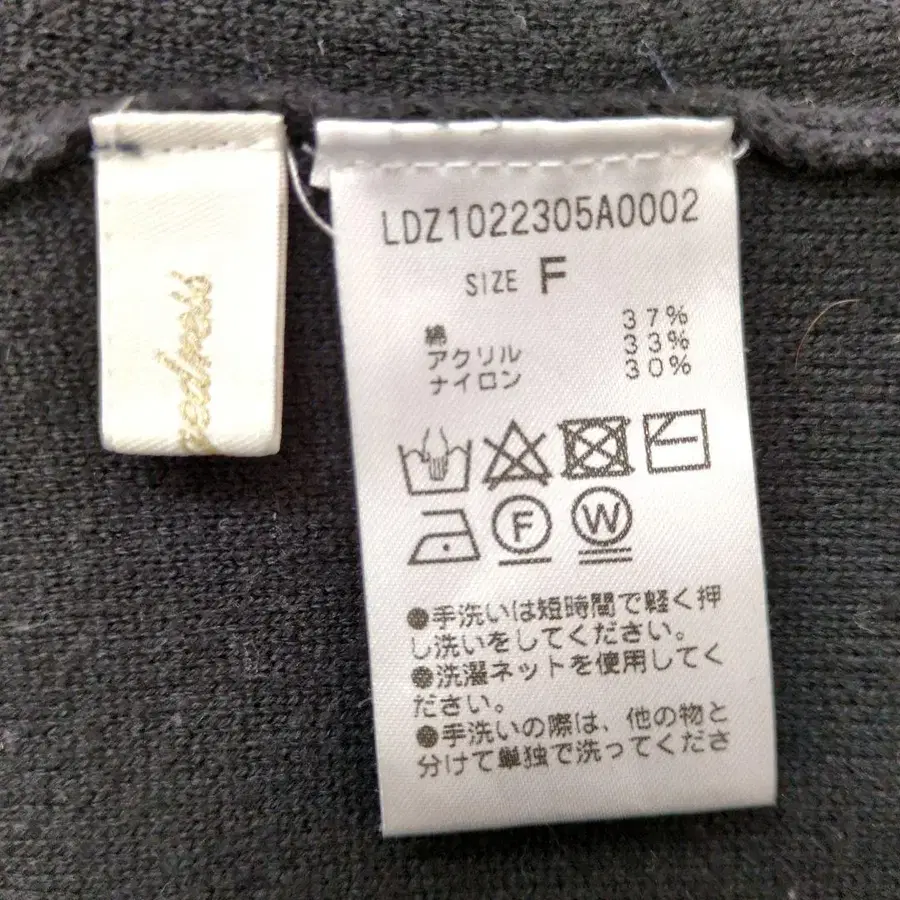 redress
LDZ1022305A0002
SIZE F
綿 37%
アクリル 33%
ナイロン 30%
F
W
●手洗いは短時間で軽く押
し洗いをしてください。
●洗濯ネットを使用してく
ださい。
●手洗いの際は、他の物と
分けて単独で洗ってくださ